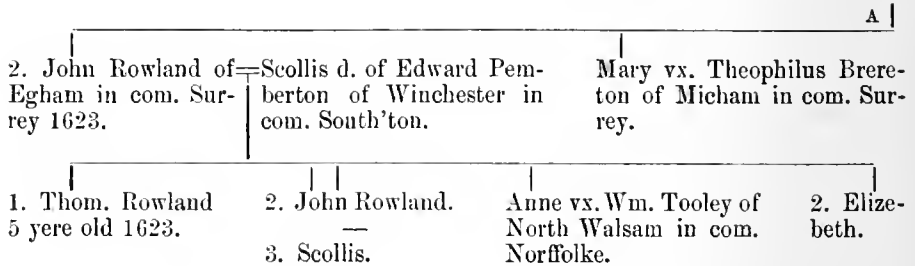 A
2. John Rowland of
Egham in com. Sur-
rey 1623.
Scollis d. of Edward Pem-
berton of Winchester in
com. South'ton.
Mary vx. Theophilus Brere-
ton of Micham in com. Sur-
rey.
1. Thom. Rowland
5 yere old 1623.
2. John Rowland.
—
3. Scollis.
Anne vx. Wm. Tooley of
North Walsam in com.
Norffolke.
2. Elize-
beth.